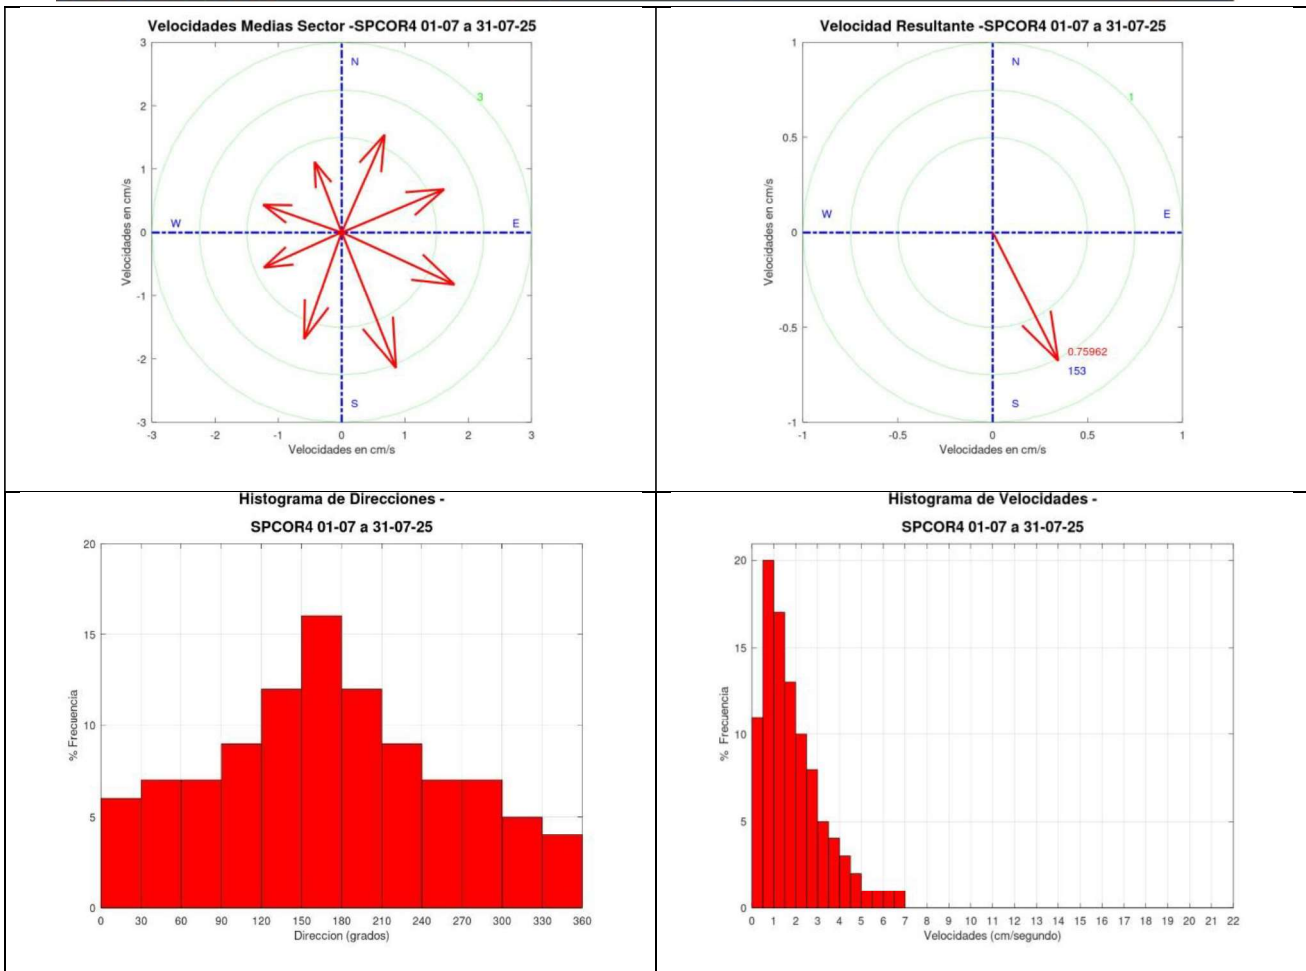 Velocidades Medias Sector -SPCOR4 01-07 a 31-07-25
3
2
1
0
-1
-2
-3
Velocidades en cm/s
N
3
W
E
S
-3 -2 -1 0 1 2 3
Velocidades en cm/s
Velocidad Resultante -SPCOR4 01-07 a 31-07-25
1
0.5
0
-0.5
-1
Velocidades en cm/s
N
1
W
E
0.75962
153
S
-1 -0.5 0 0.5 1
Velocidades en cm/s
Histograma de Direcciones -
SPCOR4 01-07 a 31-07-25
20
15
10
5
0
% Frecuencia
0 30 60 90 120 150 180 210 240 270 300 330 360
Direccion (grados)
Histograma de Velocidades -
SPCOR4 01-07 a 31-07-25
20
15
10
5
0
% Frecuencia
0 1 2 3 4 5 6 7 8 9 10 11 12 13 14 15 16 17 18 19 20 21 22
Velocidades (cm/segundo)